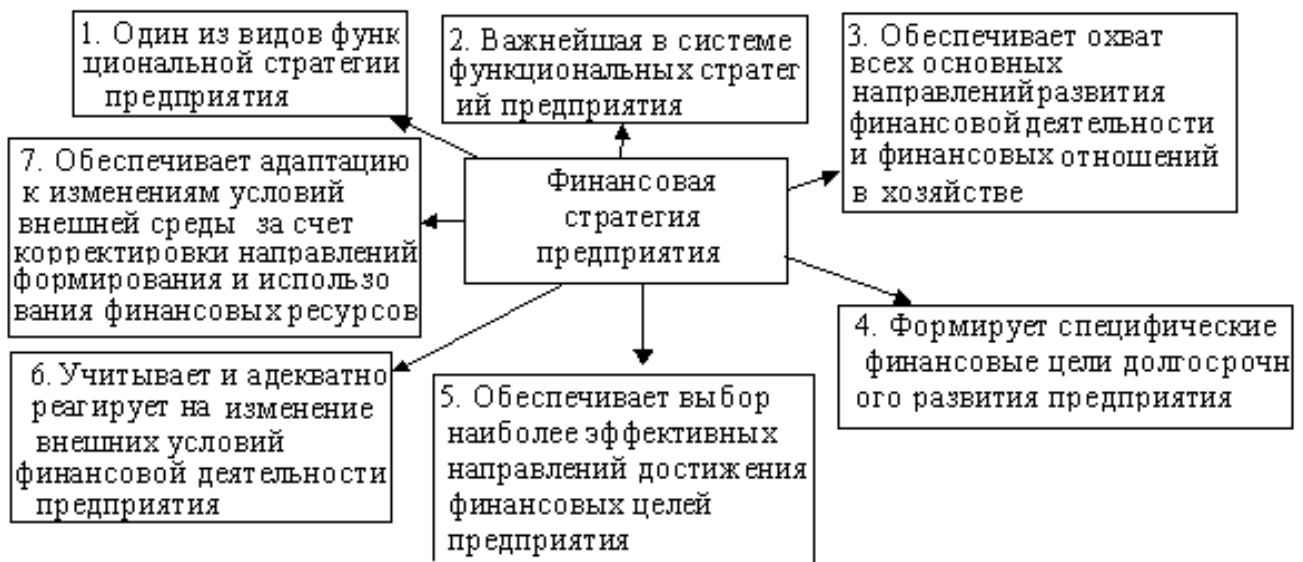 1. Один из видов функ
циональной стратегии
предприятия
2. Важнейшая в системе
функциональных стратег
ий предприятия
3. Обеспечивает охват
всех основных
направлений развития
финансовой деятельности
и финансовых отношений
в хозяйстве
7. Обеспечивает адаптацию
к изменениям условий
внешней среды за счет
корректировки направлений
формирования и использо
вания финансовых ресурсов
Финансовая
стратегия
предприятия
4. Формирует специфические
финансовые цели долгосрочн
ого развития предприятия
6. Учитывает и адекватно
реагирует на изменение
внешних условий
финансовой деятельности
предприятия
5. Обеспечивает выбор
наиболее эффективных
направлений достижения
финансовых целей
предприятия